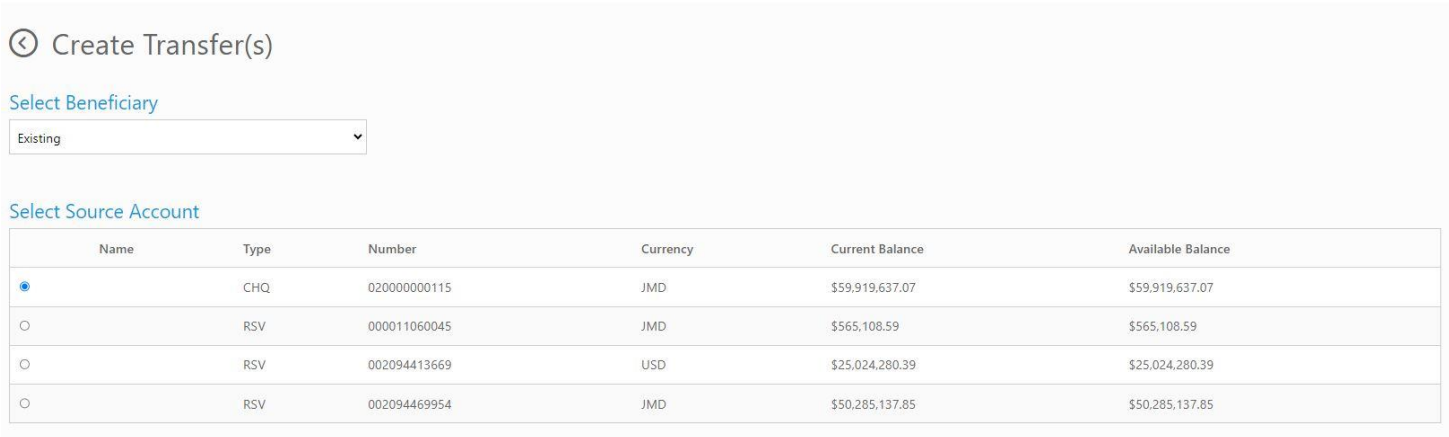 Create Transfer(s)
Select Beneficiary
Existing
Select Source Account
Name Type Number Currency Current Balance Available Balance
CHQ 020000000115 JMD $59,919,637.07 $59,919,637.07
RSV 000011060045 JMD $565,108.59 $565,108.59
RSV 002094413669 USD $25,024,280.39 $25,024,280.39
RSV 002094469954 JMD $50,285,137.85 $50,285,137.85